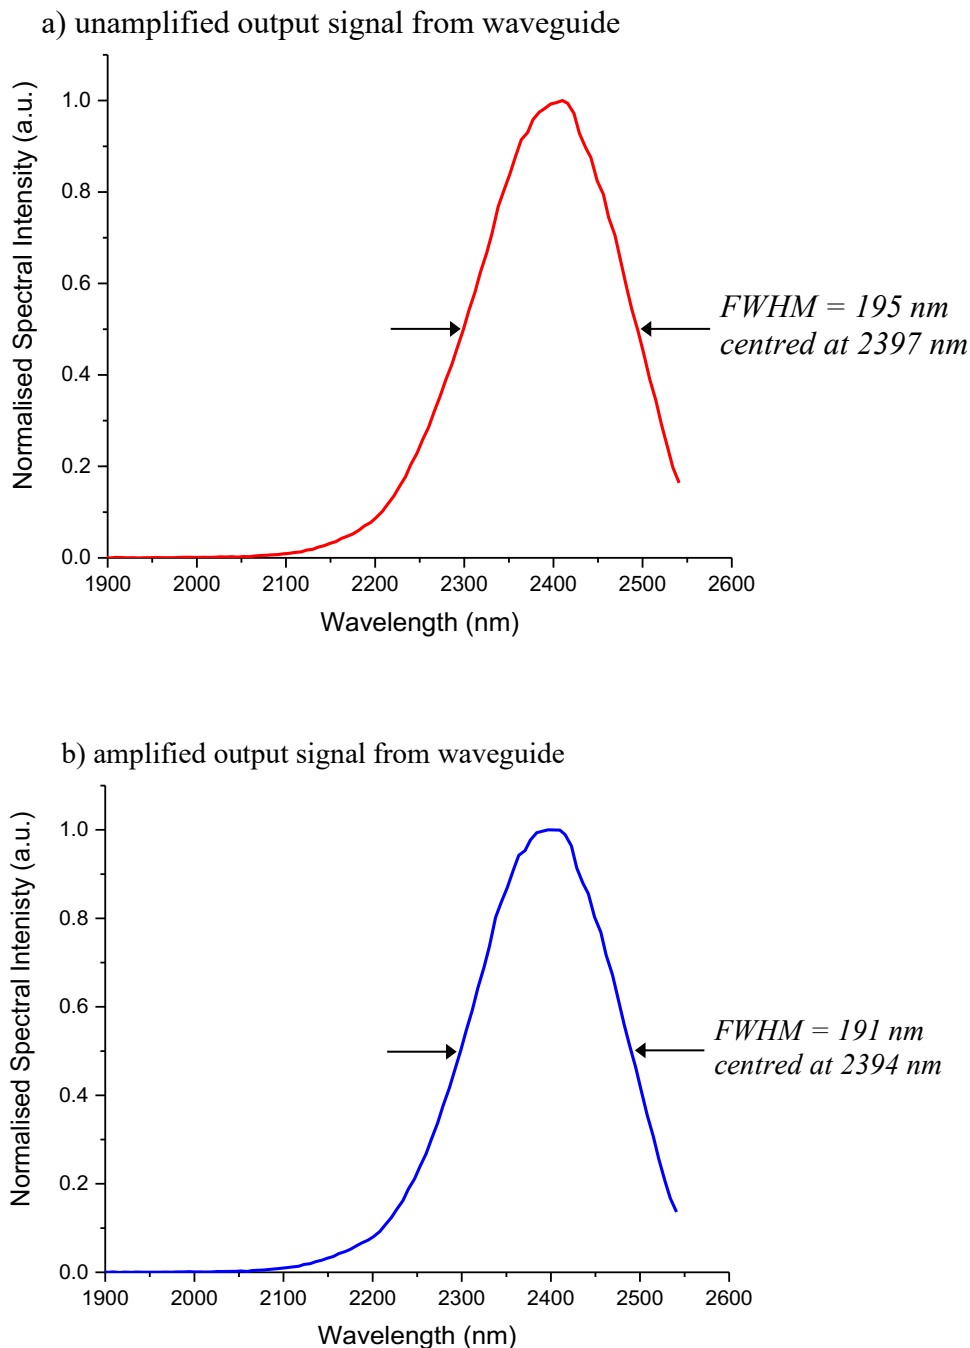 a) unamplified output signal from waveguide
Normalised Spectral Intensity (a.u.)
1.0
0.8
0.6
0.4
0.2
0.0
FWHM = 195 nm
centred at 2397 nm
1900 2000 2100 2200 2300 2400 2500 2600
Wavelength (nm)
b) amplified output signal from waveguide
Normalised Spectral Intenisty (a.u.)
1.0
0.8
0.6
0.4
0.2
0.0
FWHM = 191 nm
centred at 2394 nm
1900 2000 2100 2200 2300 2400 2500 2600
Wavelength (nm)